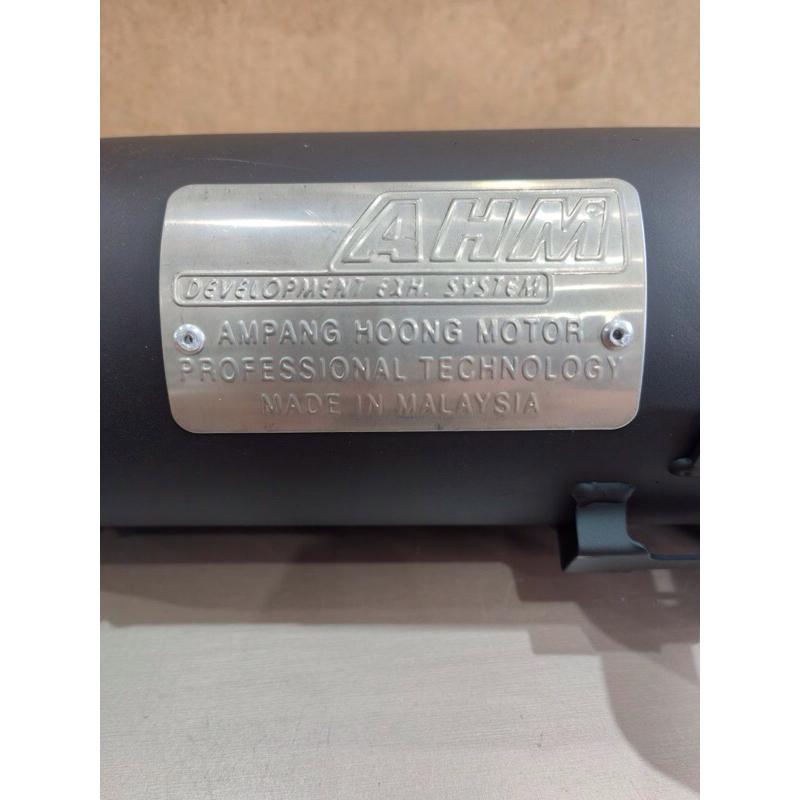 AHM
DEVELOPMENT EXH. SYSTEM
AMPANG HOONG MOTOR
PROFESSIONAL TECHNOLOGY
MADE IN MALAYSIA